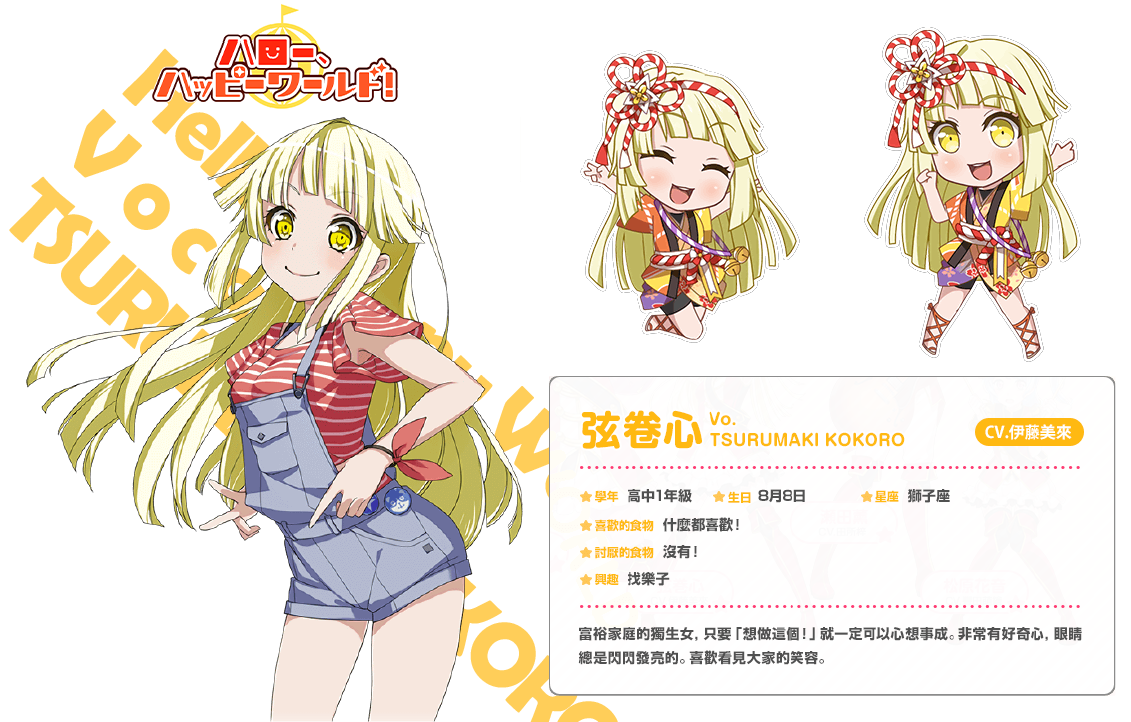 ハロー、
ハッピーワールド!
Hell
Voca
TSURU
W
KOKORO
弦卷心 Vo.
TSURUMAKI KOKORO
CV.伊藤美來
★學年 高中1年級 ★生日 8月8日 ★星座 獅子座
★喜歡的食物 什麼都喜歡!
★討厭的食物 沒有!
★興趣 找樂子
富裕家庭的獨生女,只要「想做這個!」就一定可以心想事成。非常有好奇心,眼睛
總是閃閃發亮的。喜歡看見大家的笑容。